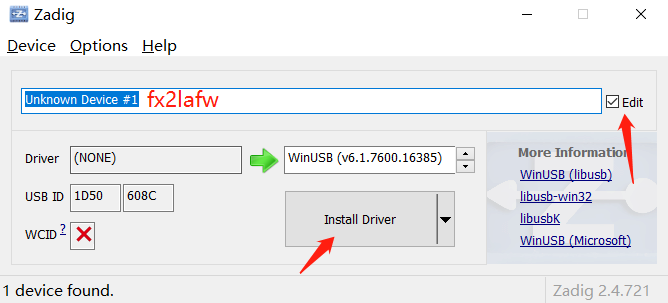 Zadig
Device Options Help
Unknown Device #1 fx2lafw Edit
Driver (NONE) WinUSB (v6.1.7600.16385)
USB ID 1D50 608C
WCID ?
Install Driver
More Information
WinUSB (libusb)
libusb-win32
libusbK
WinUSB (Microsoft)
1 device found. Zadig 2.4.721